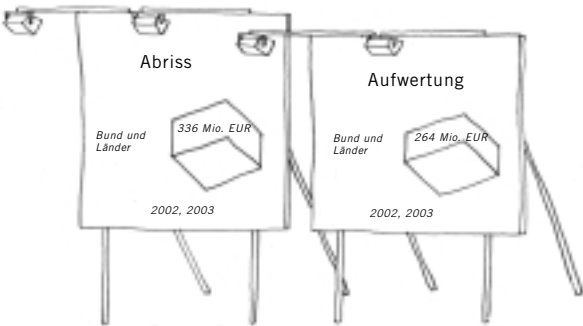 Abriss
336 Mio. EUR
Bund und
Länder
2002, 2003
Aufwertung
264 Mio. EUR
Bund und
Länder
2002, 2003